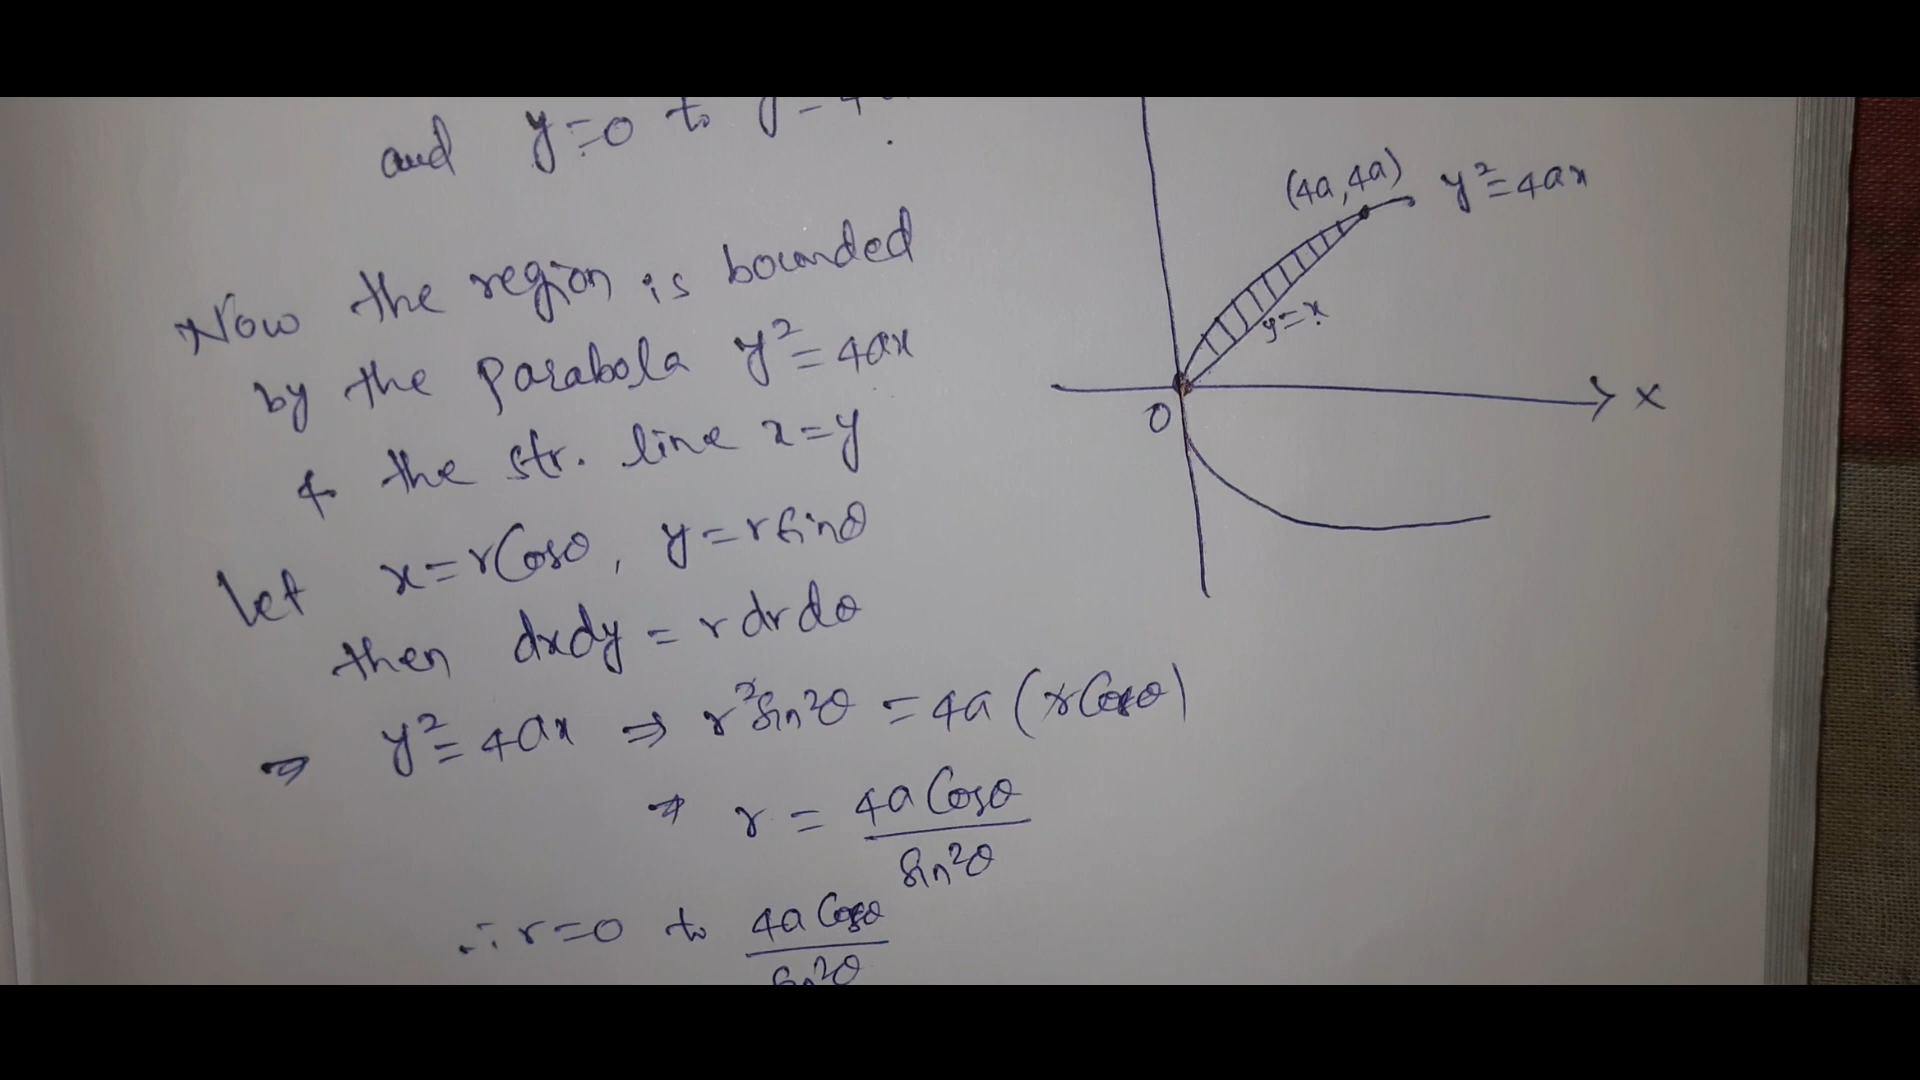 and y=0 to y=4
Now the region is bounded
by the parabola y²=4ax
& the str. line x=y
Let x=rCosθ, y=rSinθ
then dxdy = r dr dθ
⇒ y²=4ax ⇒ r²Sin²θ = 4a (rCosθ)
⇒ r = 4a Cosθ / Sin²θ
∴ r=0 to 4a Cosθ / Sin²θ
(4a,4a)
y²=4ax
y=x
O
X